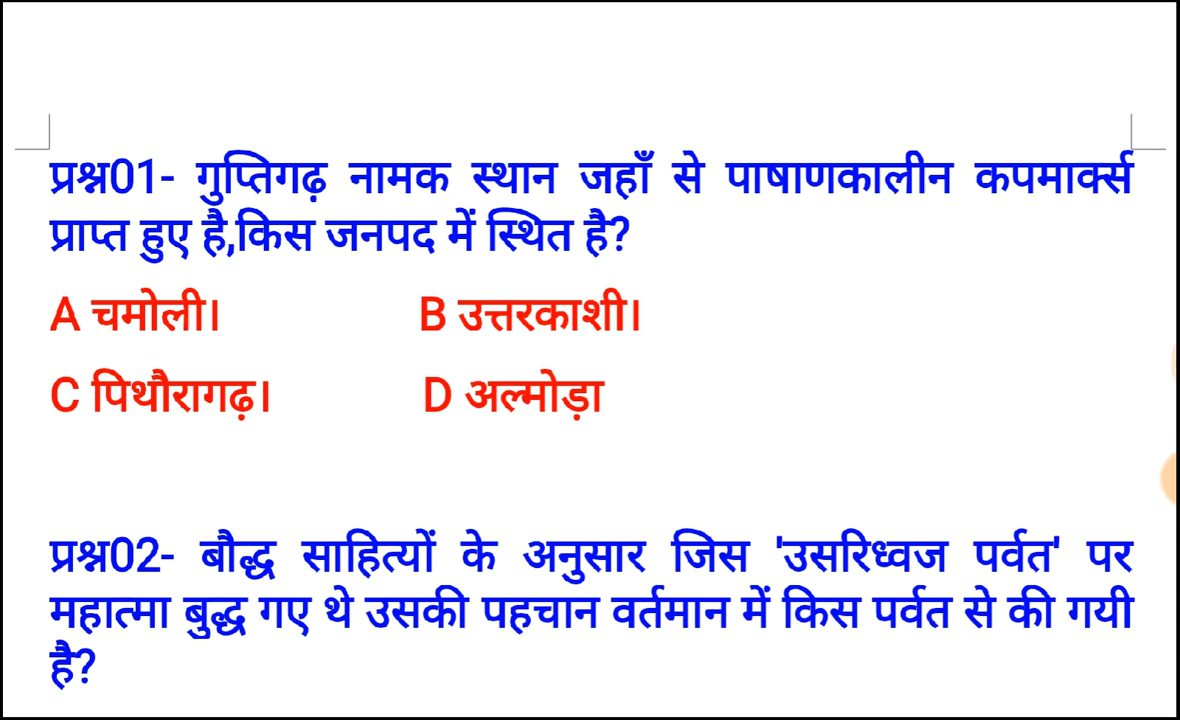 प्रश्न01- गुप्तिगढ़ नामक स्थान जहाँ से पाषाणकालीन कपमार्क्स
प्राप्त हुए है,किस जनपद में स्थित है?
A चमोली। B उत्तरकाशी।
C पिथौरागढ़। D अल्मोड़ा
प्रश्न02- बौद्ध साहित्यों के अनुसार जिस 'उसरिध्वज पर्वत' पर
महात्मा बुद्ध गए थे उसकी पहचान वर्तमान में किस पर्वत से की गयी
है?